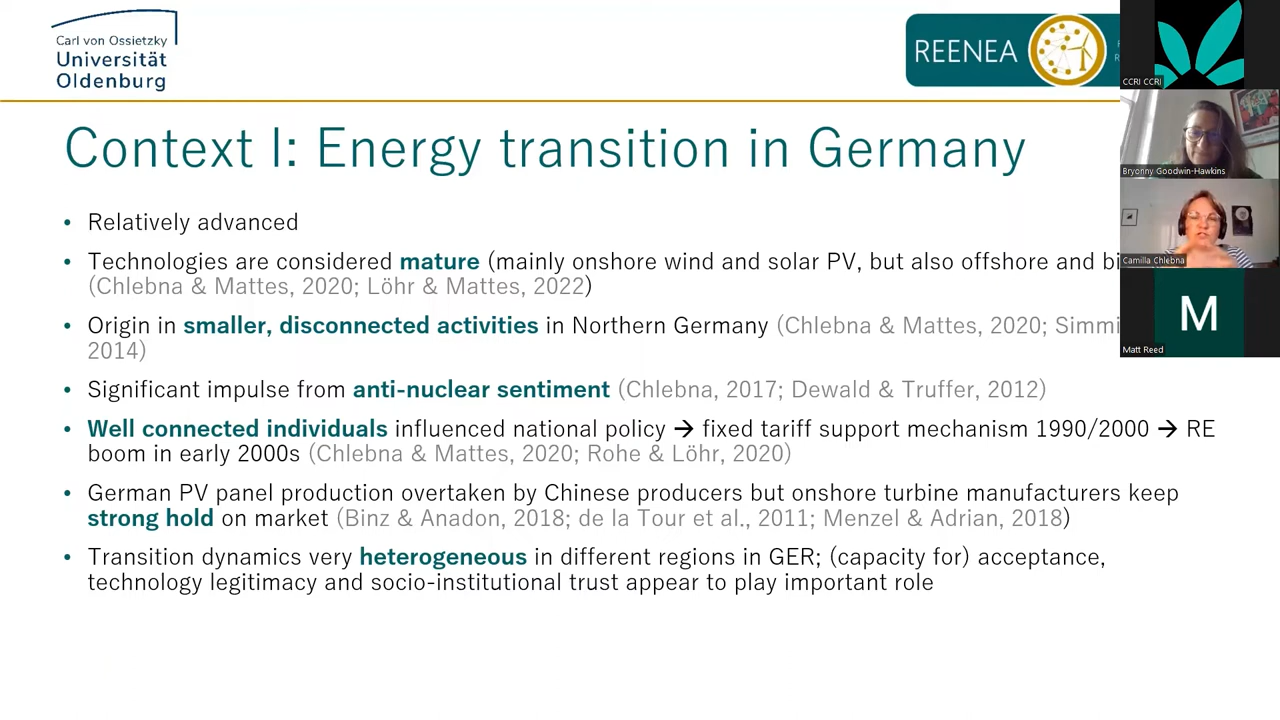 Carl von Ossietzky
Universität
Oldenburg
REENEA
CCRI CCRI
Bryonny Goodwin-Hawkins
Camilla Chlebna
M
Matt Reed
Context I: Energy transition in Germany
• Relatively advanced
• Technologies are considered mature (mainly onshore wind and solar PV, but also offshore and
(Chlebna & Mattes, 2020; Löhr & Mattes, 2022)
• Origin in smaller, disconnected activities in Northern Germany (Chlebna & Mattes, 2020;
2014)
• Significant impulse from anti-nuclear sentiment (Chlebna, 2017; Dewald & Truffer, 2012)
• Well connected individuals influenced national policy → fixed tariff support mechanism 1990/2000 → RE
boom in early 2000s (Chlebna & Mattes, 2020; Rohe & Löhr, 2020)
• German PV panel production overtaken by Chinese producers but onshore turbine manufacturers keep
strong hold on market (Binz & Anadon, 2018; de la Tour et al., 2011; Menzel & Adrian, 2018)
• Transition dynamics very heterogeneous in different regions in GER; (capacity for) acceptance,
technology legitimacy and socio-institutional trust appear to play important role